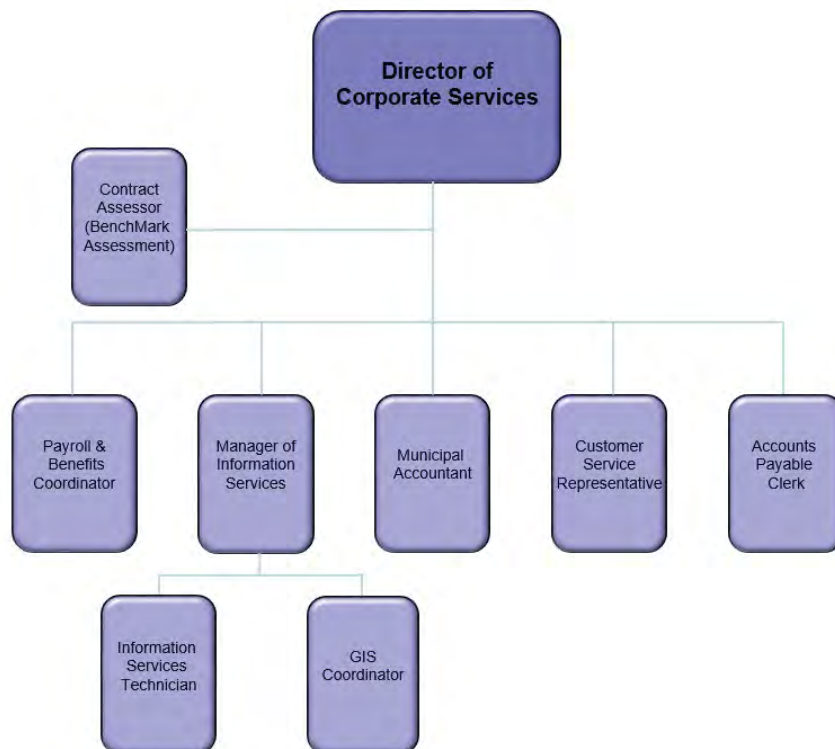 Director of
Corporate Services
Contract
Assessor
(BenchMark
Assessment)
Payroll &
Benefits
Coordinator
Manager of
Information
Services
Municipal
Accountant
Customer
Service
Representative
Accounts
Payable
Clerk
Information
Services
Technician
GIS
Coordinator